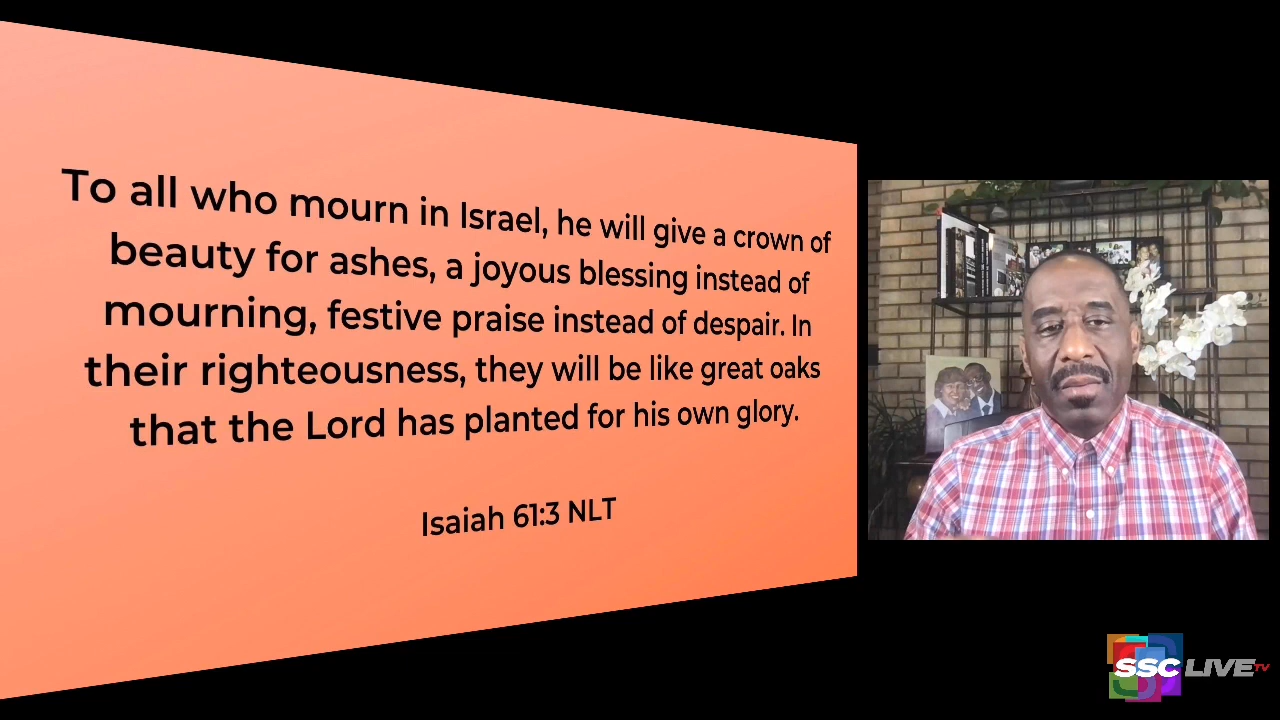 To all who mourn in Israel, he will give a crown of
beauty for ashes, a joyous blessing instead of
mourning, festive praise instead of despair. In
their righteousness, they will be like great oaks
that the Lord has planted for his own glory.
Isaiah 61:3 NLT
SSC LIVE TV